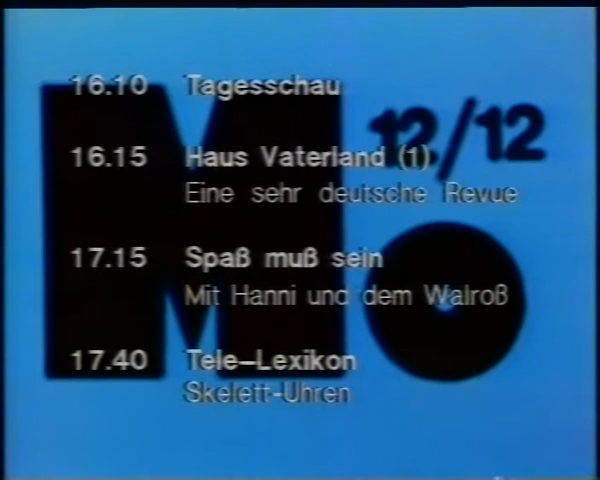 Mo
12/12
16.10 Tagesschau
16.15 Haus Vaterland (1)
Eine sehr deutsche Revue
17.15 Spaß muß sein
Mit Hanni und dem Walroß
17.40 Tele-Lexikon
Skelett-Uhren